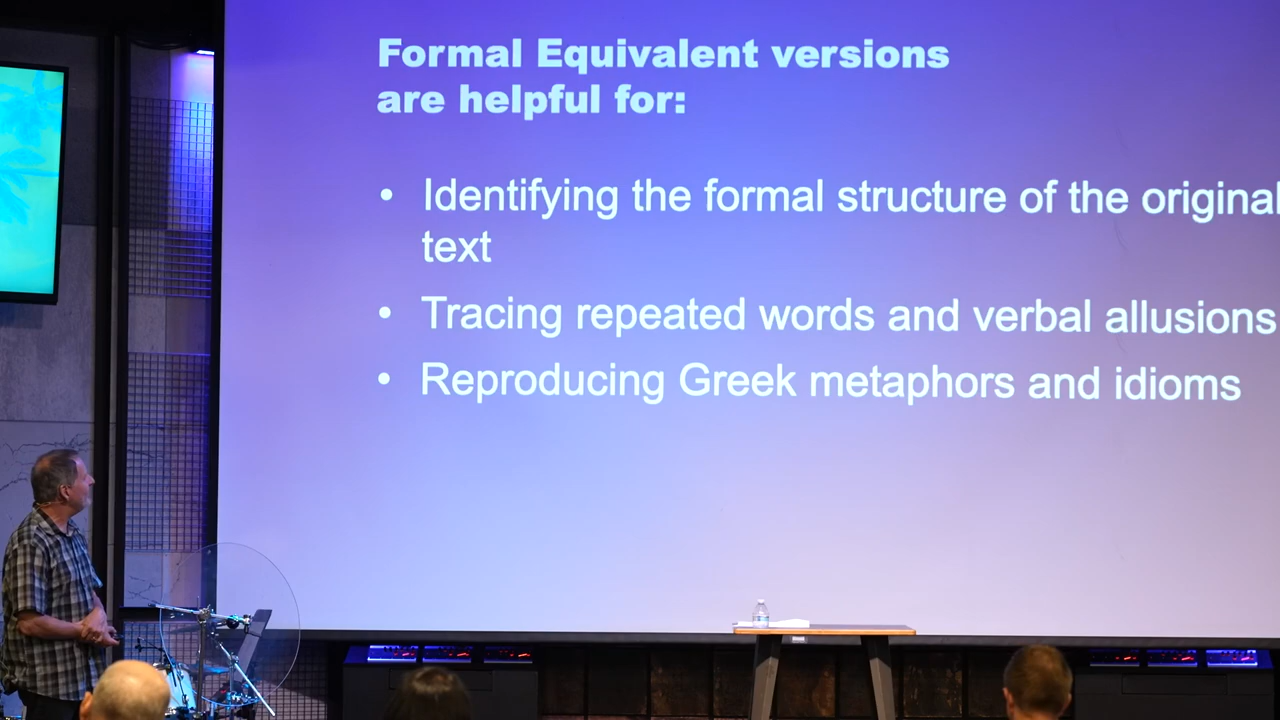 Formal Equivalent versions
are helpful for:
• Identifying the formal structure of the original
text
• Tracing repeated words and verbal allusions
• Reproducing Greek metaphors and idioms